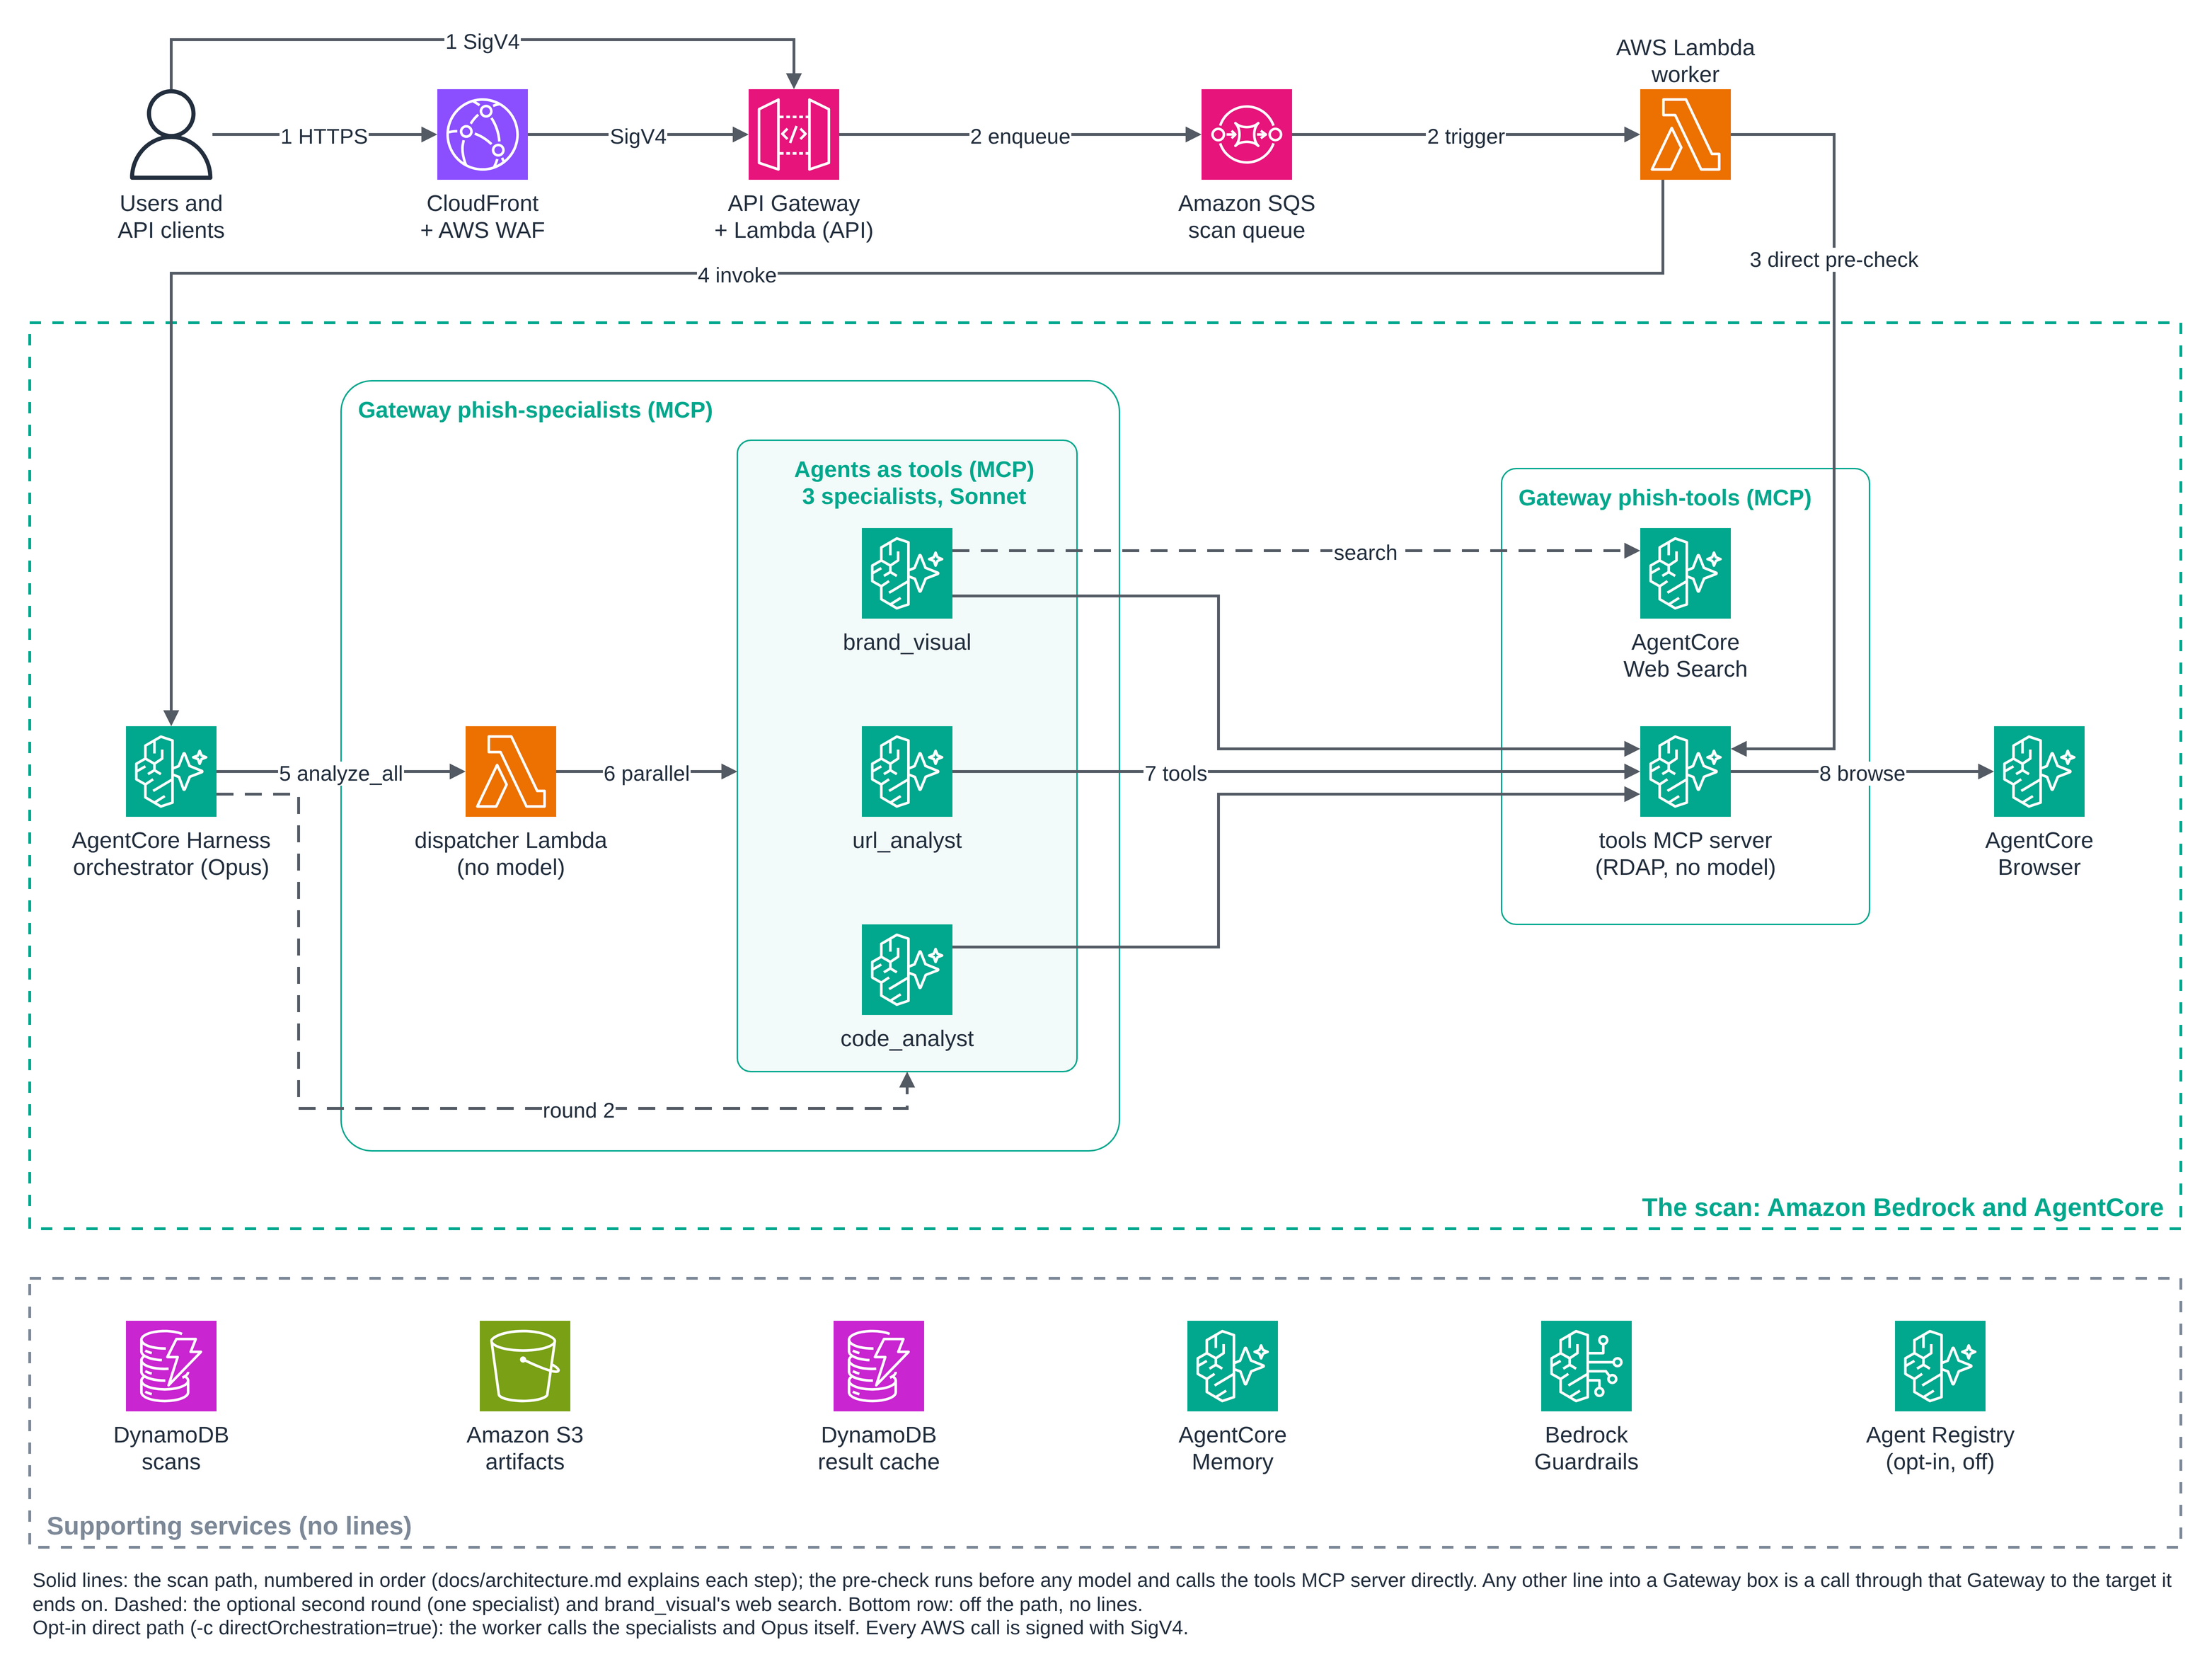 1 SigV4
AWS Lambda
worker
1 HTTPS
SigV4
2 enqueue
2 trigger
Users and
API clients
CloudFront
+ AWS WAF
API Gateway
+ Lambda (API)
Amazon SQS
scan queue
3 direct pre-check
4 invoke
Gateway phish-specialists (MCP)
Agents as tools (MCP)
3 specialists, Sonnet
Gateway phish-tools (MCP)
search
brand_visual
AgentCore
Web Search
5 analyze_all
6 parallel
7 tools
8 browse
AgentCore Harness
orchestrator (Opus)
dispatcher Lambda
(no model)
url_analyst
tools MCP server
(RDAP, no model)
AgentCore
Browser
code_analyst
round 2
The scan: Amazon Bedrock and AgentCore
DynamoDB
scans
Amazon S3
artifacts
DynamoDB
result cache
AgentCore
Memory
Bedrock
Guardrails
Agent Registry
(opt-in, off)
Supporting services (no lines)
Solid lines: the scan path, numbered in order (docs/architecture.md explains each step); the pre-check runs before any model and calls the tools MCP server directly. Any other line into a Gateway box is a call through that Gateway to the target it
ends on. Dashed: the optional second round (one specialist) and brand_visual's web search. Bottom row: off the path, no lines.
Opt-in direct path (-c directOrchestration=true): the worker calls the specialists and Opus itself. Every AWS call is signed with SigV4.